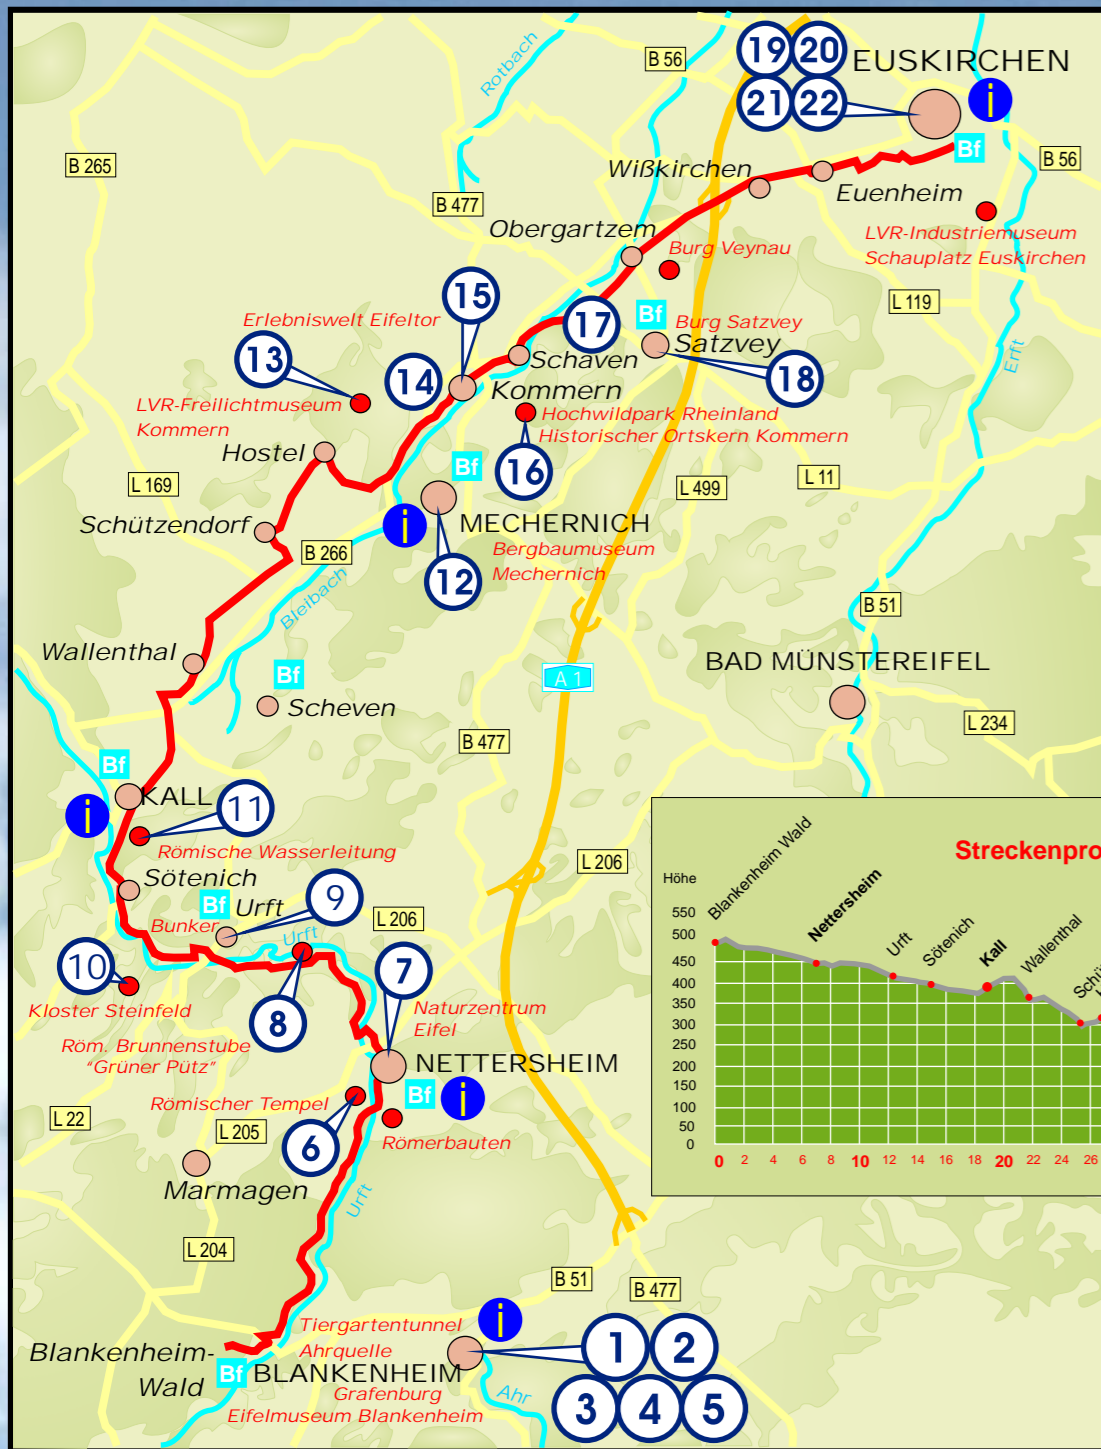 19 20
EUSKIRCHEN
21 22
i
Bf
B 56
B 56
Rotbach
B 265
B 477
Wißkirchen
Euenheim
Obergartzem
Burg Veynau
LVR-Industriemuseum
Schauplatz Euskirchen
L 119
Erft
15
Erlebniswelt Eifeltor
17
Bf
Burg Satzvey
Satzvey
18
13
14
Schaven
Kommern
LVR-Freilichtmuseum
Kommern
Hochwildpark Rheinland
Historischer Ortskern Kommern
Hostel
Bf
16
L 169
L 499
L 11
Schützendorf
i
MECHERNICH
Bergbaumuseum
Mechernich
B 266
12
Bleibach
B 51
Wallenthal
BAD MÜNSTEREIFEL
A 1
Bf
Scheven
B 477
L 234
Bf
KALL
11
i
Römische Wasserleitung
L 206
Sötenich
Bf
Urft
9
Bunker
Urft
L 206
10
Kloster Steinfeld
8
7
Naturzentrum
Eifel
Röm. Brunnenstube
"Grüner Pütz"
NETTERSHEIM
Bf
i
Römischer Tempel
Römerbauten
L 22
L 205
6
Marmagen
Urft
L 204
B 51
B 477
Tiergartentunnel
Ahrquelle
i
1 2
Blankenheim-
Wald
Bf
BLANKENHEIM
Grafenburg
Eifelmuseum Blankenheim
Ahr
3 4 5
Streckenpro
Höhe
Blankenheim Wald
Nettersheim
Urft
Sötenich
Kall
Wallenthal
Schü
550
500
450
400
350
300
250
200
150
100
50
0
0 2 4 6 8 10 12 14 16 18 20 22 24 26